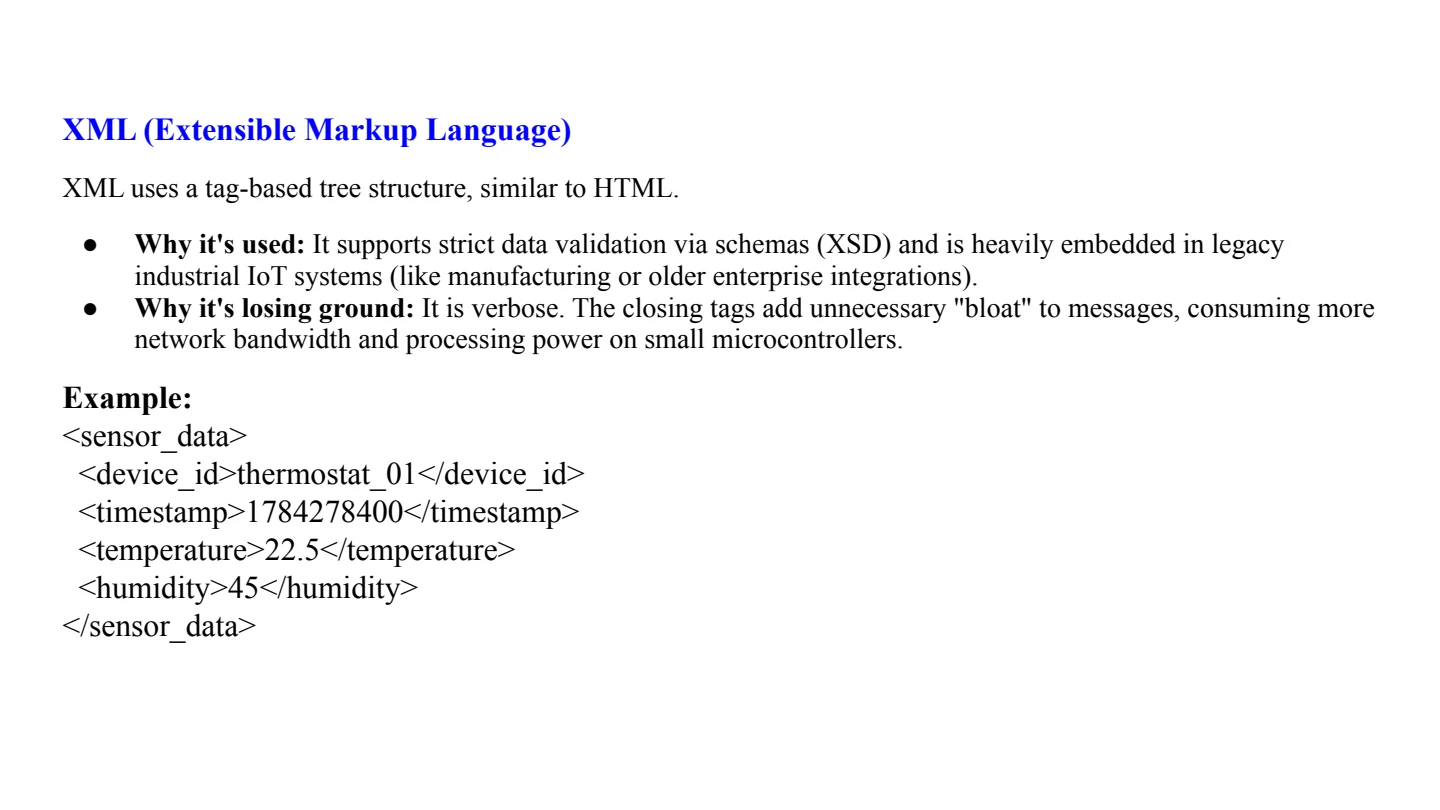 XML (Extensible Markup Language)
XML uses a tag-based tree structure, similar to HTML.
● Why it's used: It supports strict data validation via schemas (XSD) and is heavily embedded in legacy
industrial IoT systems (like manufacturing or older enterprise integrations).
● Why it's losing ground: It is verbose. The closing tags add unnecessary "bloat" to messages, consuming more
network bandwidth and processing power on small microcontrollers.
Example:
<sensor_data>
  <device_id>thermostat_01</device_id>
  <timestamp>1784278400</timestamp>
  <temperature>22.5</temperature>
  <humidity>45</humidity>
</sensor_data>